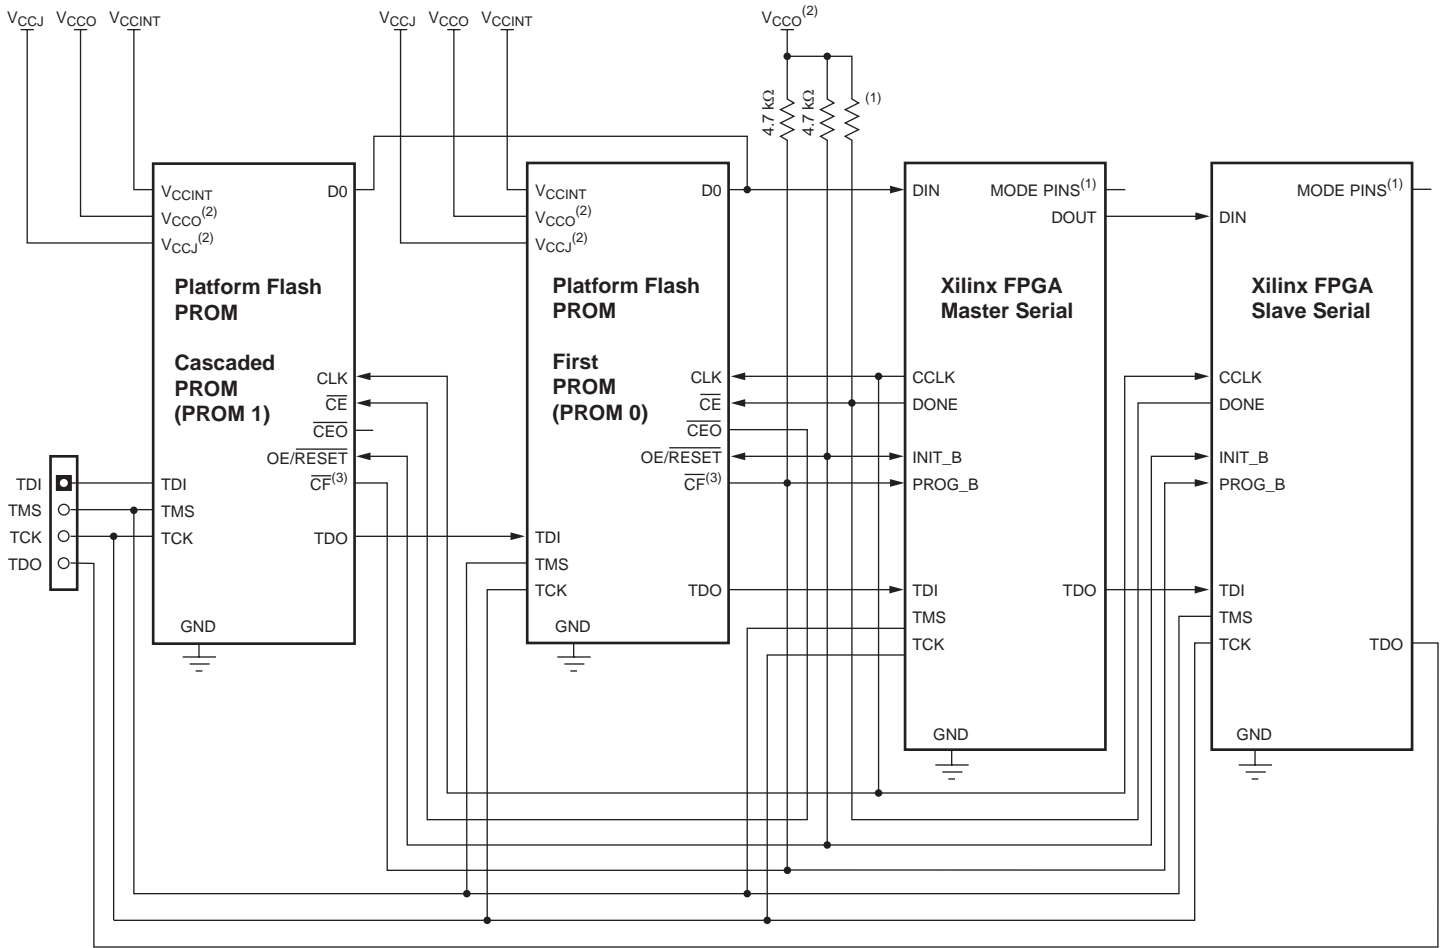 VCCJ VCCO VCCINT
VCCJ VCCO VCCINT
VCCO(2)
4.7 kΩ
4.7 kΩ
(1)
VCCINT
VCCO(2)
VCCJ(2)
D0
Platform Flash
PROM
Cascaded
PROM
(PROM 1)
CLK
CE
CEO
OE/RESET
CF(3)
TDI
TMS
TCK
TDO
GND
TDI
TMS
TCK
TDO
VCCINT
VCCO(2)
VCCJ(2)
D0
Platform Flash
PROM
First
PROM
(PROM 0)
CLK
CE
CEO
OE/RESET
CF(3)
TDI
TMS
TCK
TDO
GND
DIN
MODE PINS(1)
DOUT
Xilinx FPGA
Master Serial
CCLK
DONE
INIT_B
PROG_B
TDI
TMS
TCK
TDO
GND
MODE PINS(1)
DIN
Xilinx FPGA
Slave Serial
CCLK
DONE
INIT_B
PROG_B
TDI
TMS
TCK
TDO
GND